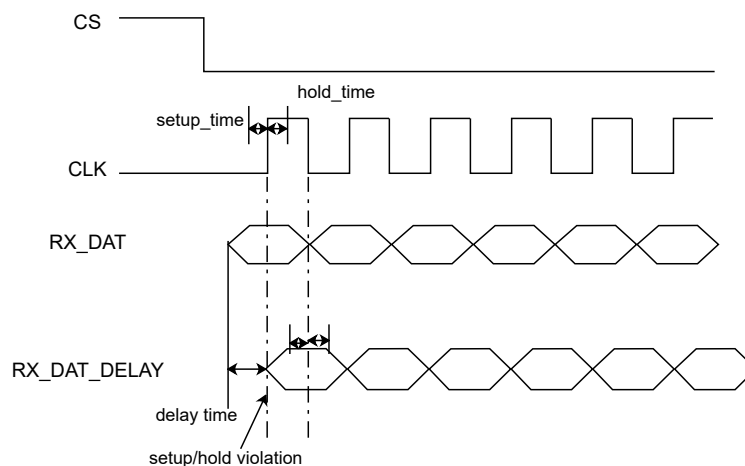 CS
hold_time
setup_time
CLK
RX_DAT
RX_DAT_DELAY
delay time
setup/hold violation